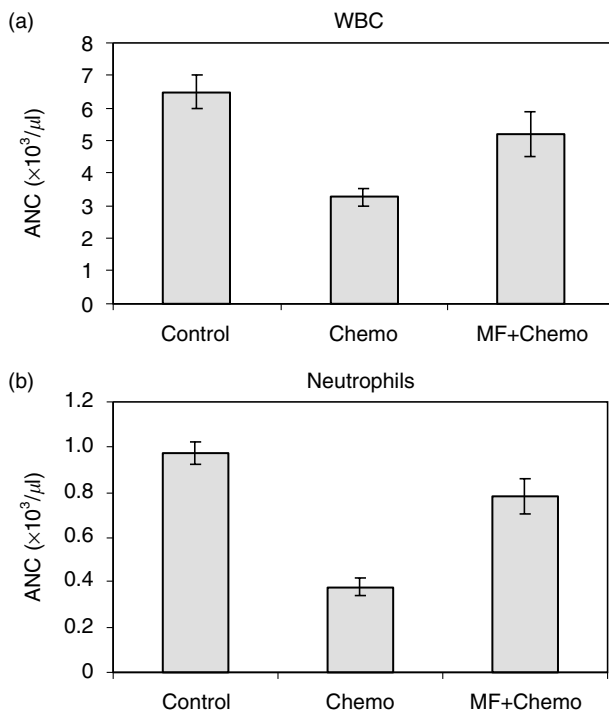 (a)
WBC
ANC (×10³/μl)
8
7
6
5
4
3
2
1
0
Control Chemo MF+Chemo
(b)
Neutrophils
ANC (×10³/μl)
1.2
1.0
0.8
0.6
0.4
0.2
0
Control Chemo MF+Chemo